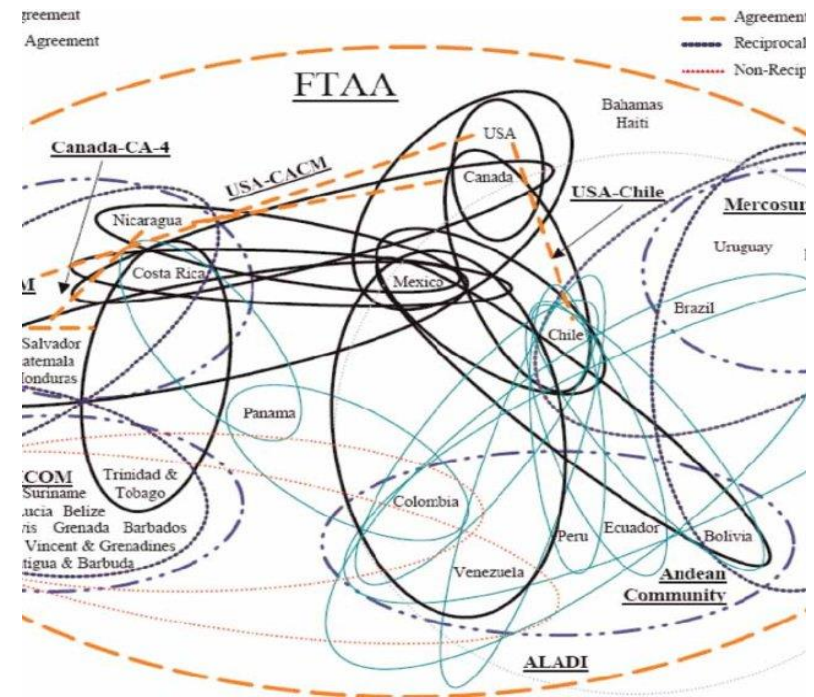 greement
Agreement
Agreement
Reciprocal
Non-Recip
FTAA
Bahamas
Haiti
USA
Canada-CA-4
USA-CACM
Canada
USA-Chile
Mercosur
Nicaragua
Uruguay
Costa Rica
Mexico
M
Brazil
Chile
Salvador
atemala
Honduras
Panama
COM
Trinidad &
Tobago
Suriname
ucia Belize
vis Grenada Barbados
Vincent & Grenadines
tigua & Barbuda
Colombia
Peru
Ecuador
Bolivia
Venezuela
Andean
Community
ALADI